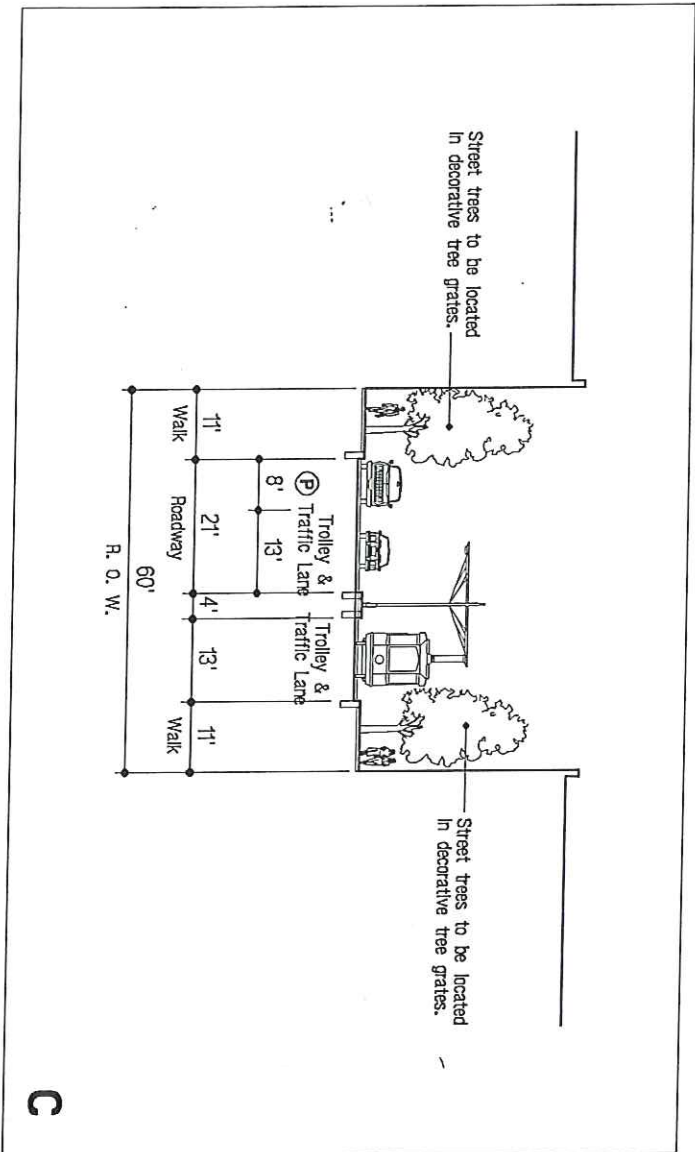 Street trees to be located
in decorative tree grates.
Street trees to be located
in decorative tree grates.
P
Trolley &
Traffic Lane
Trolley &
Traffic Lane
8'
13'
11'
21'
4'
13'
11'
Walk
Roadway
Walk
60'
R. O. W.
C